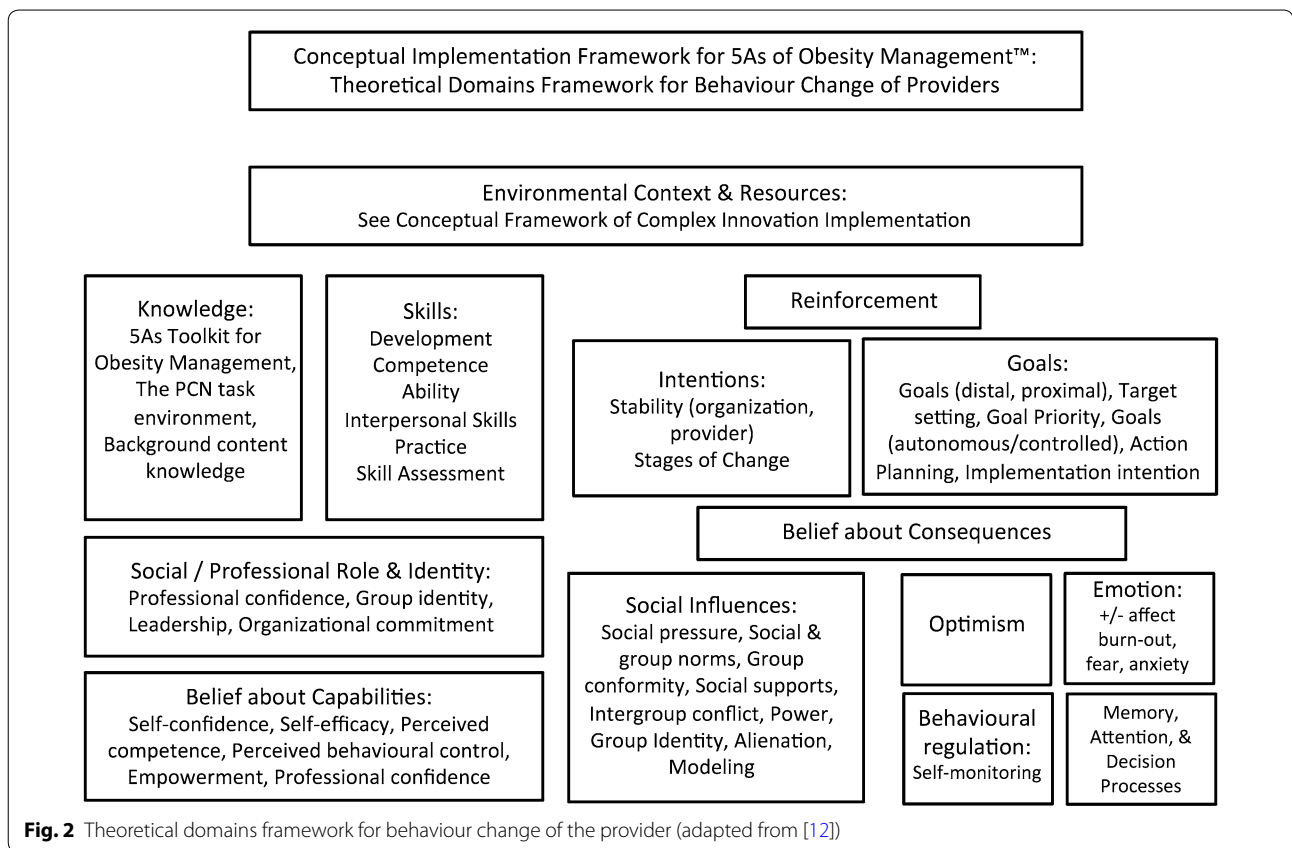 Conceptual Implementation Framework for 5As of Obesity Management™:
Theoretical Domains Framework for Behaviour Change of Providers
Environmental Context & Resources:
See Conceptual Framework of Complex Innovation Implementation
Knowledge:
5As Toolkit for
Obesity Management,
The PCN task
environment,
Background content
knowledge
Skills:
Development
Competence
Ability
Interpersonal Skills
Practice
Skill Assessment
Reinforcement
Intentions:
Stability (organization,
provider)
Stages of Change
Goals:
Goals (distal, proximal), Target
setting, Goal Priority, Goals
(autonomous/controlled), Action
Planning, Implementation intention
Belief about Consequences
Social / Professional Role & Identity:
Professional confidence, Group identity,
Leadership, Organizational commitment
Belief about Capabilities:
Self-confidence, Self-efficacy, Perceived
competence, Perceived behavioural control,
Empowerment, Professional confidence
Social Influences:
Social pressure, Social &
group norms, Group
conformity, Social supports,
Intergroup conflict, Power,
Group Identity, Alienation,
Modeling
Optimism
Emotion:
+/- affect
burn-out,
fear, anxiety
Behavioural
regulation:
Self-monitoring
Memory,
Attention, &
Decision
Processes
Fig. 2 Theoretical domains framework for behaviour change of the provider (adapted from [12])